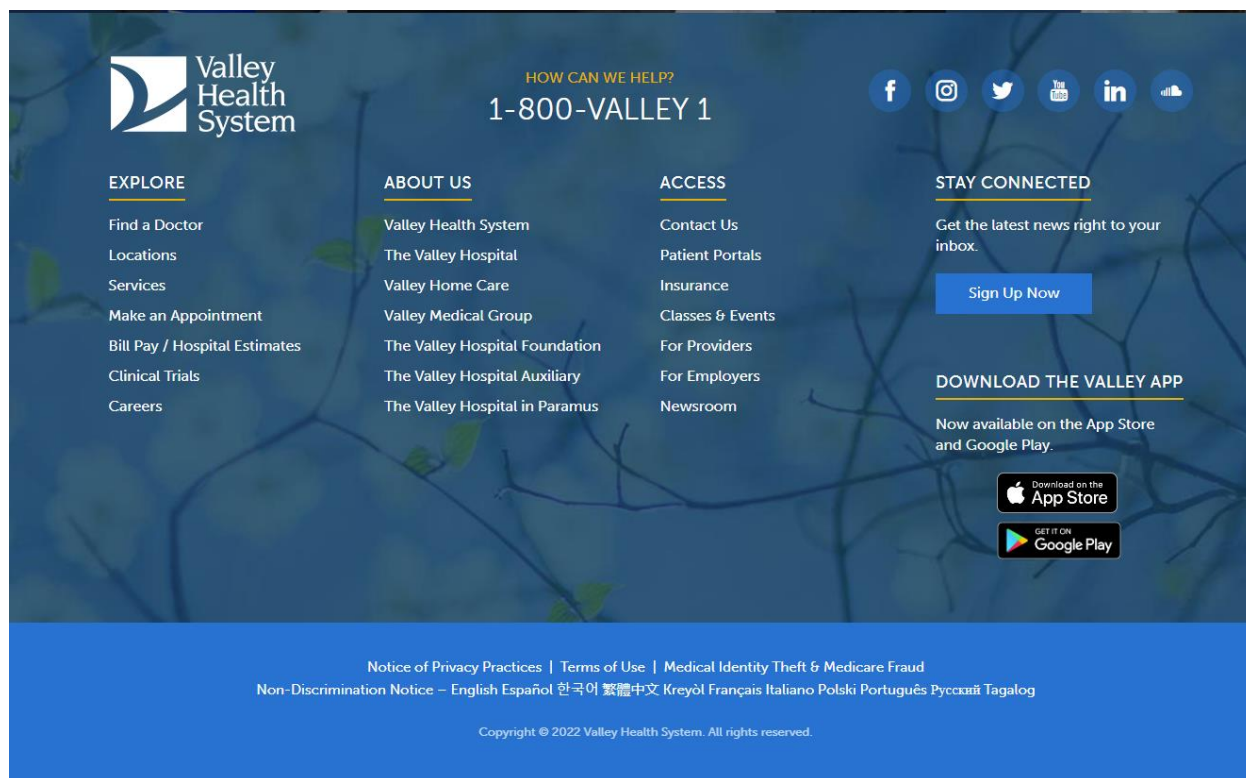 Valley
Health
System
HOW CAN WE HELP?
1-800-VALLEY 1
f
You
Tube
in
EXPLORE
Find a Doctor
Locations
Services
Make an Appointment
Bill Pay / Hospital Estimates
Clinical Trials
Careers
ABOUT US
Valley Health System
The Valley Hospital
Valley Home Care
Valley Medical Group
The Valley Hospital Foundation
The Valley Hospital Auxiliary
The Valley Hospital in Paramus
ACCESS
Contact Us
Patient Portals
Insurance
Classes & Events
For Providers
For Employers
Newsroom
STAY CONNECTED
Get the latest news right to your
inbox.
Sign Up Now
DOWNLOAD THE VALLEY APP
Now available on the App Store
and Google Play.
Download on the
App Store
GET IT ON
Google Play
Notice of Privacy Practices | Terms of Use | Medical Identity Theft & Medicare Fraud
Non-Discrimination Notice – English Español 한국어 繁體中文 Kreyòl Français Italiano Polski Português Русский Tagalog
Copyright © 2022 Valley Health System. All rights reserved.